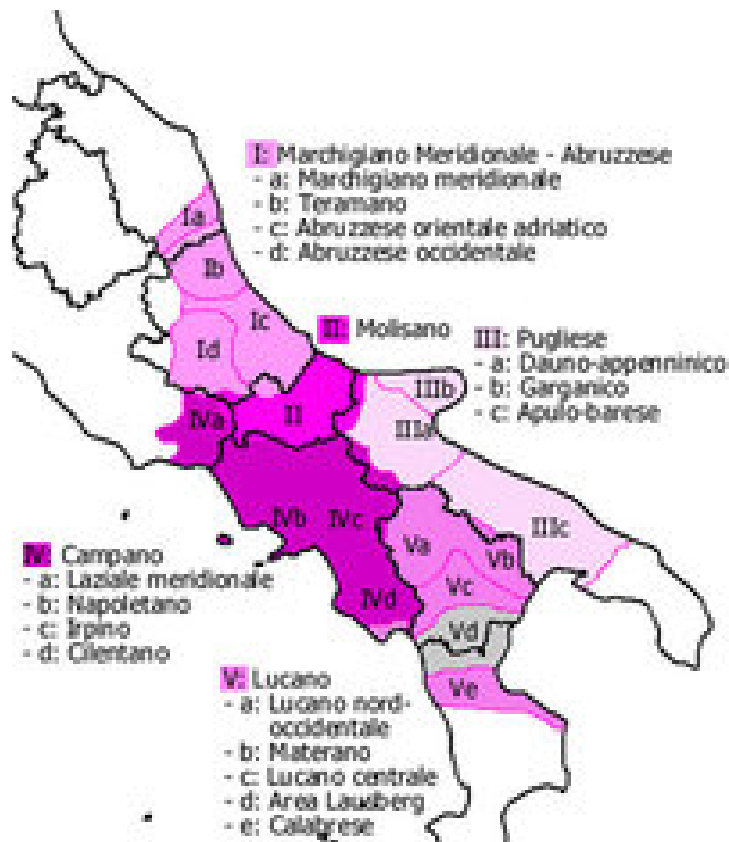 I: Marchigiano Meridionale - Abruzzese
- a: Marchigiano meridionale
- b: Teramano
- c: Abruzzese orientale adriatico
- d: Abruzzese occidentale
Ia
Ib
Ic
Id
II: Molisano
III: Pugliese
- a: Dauno-appenninico
- b: Garganico
- c: Apulo-barese
IIIb
IVa
II
IIIa
IVb
IVc
IIIc
Va
Vb
Vc
IVd
Vd
Ve
IV: Campano
- a: Laziale meridionale
- b: Napoletano
- c: Irpino
- d: Cilentano
V: Lucano
- a: Lucano nord-
occidentale
- b: Materano
- c: Lucano centrale
- d: Area Lausberg
- e: Calabrese